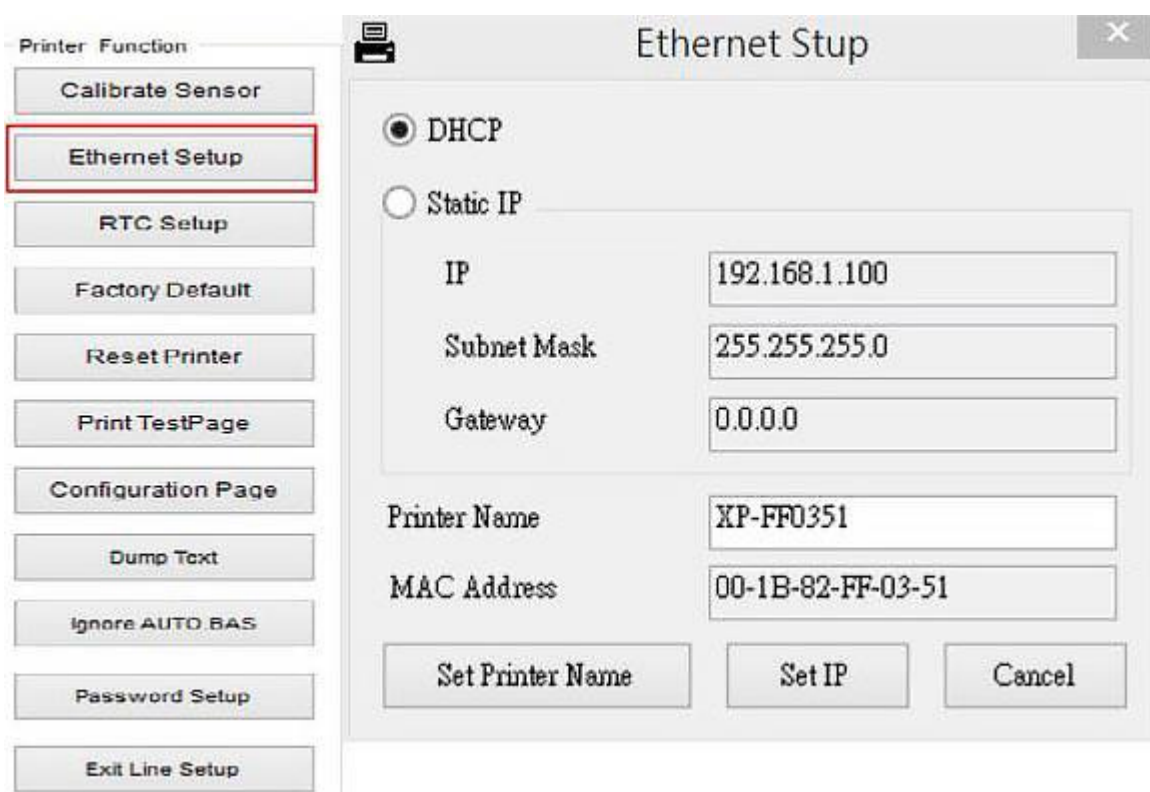 Printer Function
Calibrate Sensor
Ethernet Setup
RTC Setup
Factory Default
Reset Printer
Print TestPage
Configuration Page
Dump Text
Ignore AUTO.BAS
Password Setup
Exit Line Setup
Ethernet Stup
DHCP
Static IP
IP 192.168.1.100
Subnet Mask 255.255.255.0
Gateway 0.0.0.0
Printer Name XP-FF0351
MAC Address 00-1B-82-FF-03-51
Set Printer Name Set IP Cancel